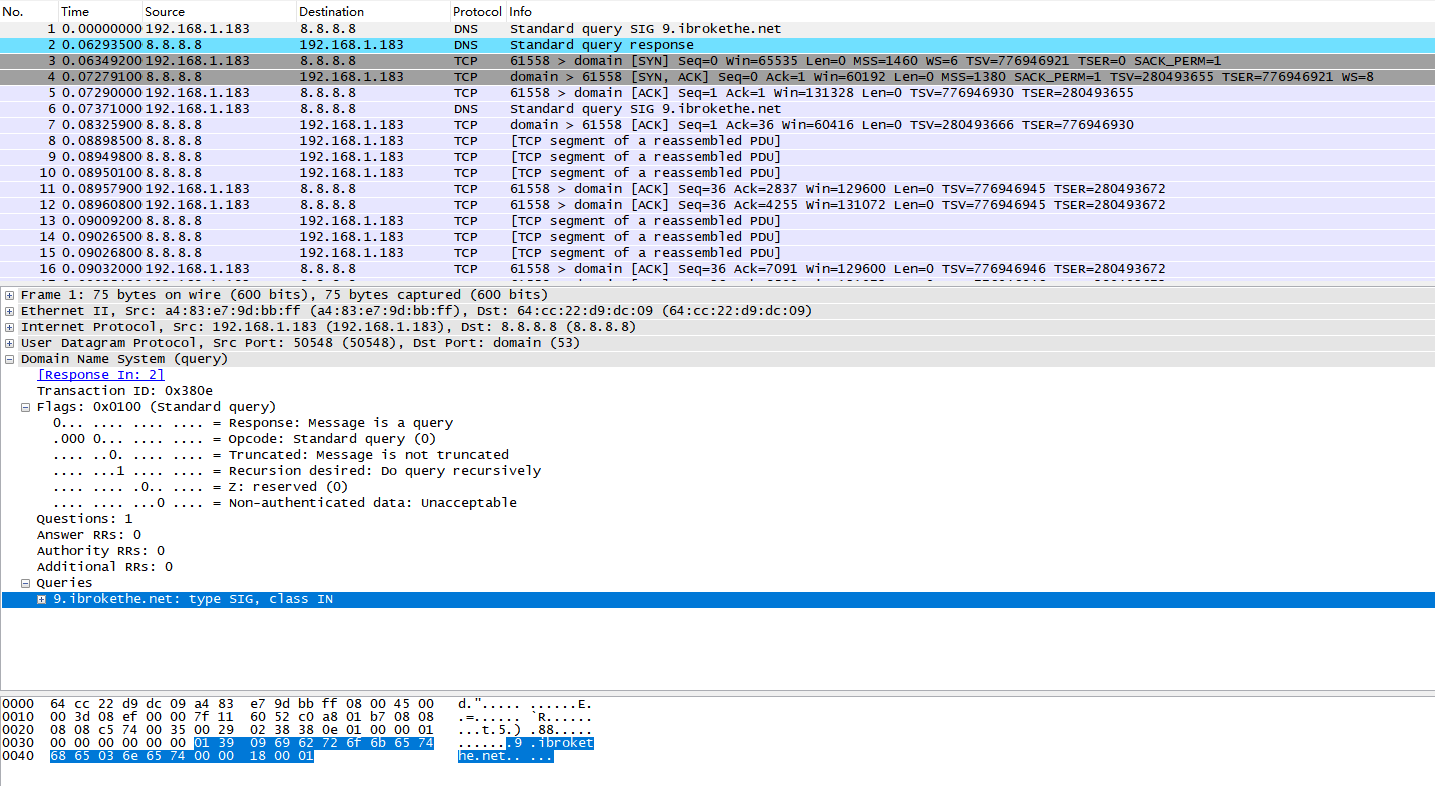 No. Time Source Destination Protocol Info
1 0.00000000 192.168.1.183 8.8.8.8 DNS Standard query SIG 9.ibrokethe.net
2 0.06293500 8.8.8.8 192.168.1.183 DNS Standard query response
3 0.06349200 192.168.1.183 8.8.8.8 TCP 61558 > domain [SYN] Seq=0 Win=65535 Len=0 MSS=1460 WS=6 TSV=776946921 TSER=0 SACK_PERM=1
4 0.07279100 8.8.8.8 192.168.1.183 TCP domain > 61558 [SYN, ACK] Seq=0 Ack=1 Win=60192 Len=0 MSS=1380 SACK_PERM=1 TSV=280493655 TSER=776946921 WS=8
5 0.07290000 192.168.1.183 8.8.8.8 TCP 61558 > domain [ACK] Seq=1 Ack=1 Win=131328 Len=0 TSV=776946930 TSER=280493655
6 0.07371000 192.168.1.183 8.8.8.8 DNS Standard query SIG 9.ibrokethe.net
7 0.08325900 8.8.8.8 192.168.1.183 TCP domain > 61558 [ACK] Seq=1 Ack=36 Win=60416 Len=0 TSV=280493666 TSER=776946930
8 0.08898500 8.8.8.8 192.168.1.183 TCP [TCP segment of a reassembled PDU]
9 0.08949800 8.8.8.8 192.168.1.183 TCP [TCP segment of a reassembled PDU]
10 0.08950100 8.8.8.8 192.168.1.183 TCP [TCP segment of a reassembled PDU]
11 0.08957900 192.168.1.183 8.8.8.8 TCP 61558 > domain [ACK] Seq=36 Ack=2837 Win=129600 Len=0 TSV=776946945 TSER=280493672
12 0.08960800 192.168.1.183 8.8.8.8 TCP 61558 > domain [ACK] Seq=36 Ack=4255 Win=131072 Len=0 TSV=776946945 TSER=280493672
13 0.09009200 8.8.8.8 192.168.1.183 TCP [TCP segment of a reassembled PDU]
14 0.09026500 8.8.8.8 192.168.1.183 TCP [TCP segment of a reassembled PDU]
15 0.09026800 8.8.8.8 192.168.1.183 TCP [TCP segment of a reassembled PDU]
16 0.09032000 192.168.1.183 8.8.8.8 TCP 61558 > domain [ACK] Seq=36 Ack=7091 Win=129600 Len=0 TSV=776946946 TSER=280493672
Frame 1: 75 bytes on wire (600 bits), 75 bytes captured (600 bits)
Ethernet II, Src: a4:83:e7:9d:bb:ff (a4:83:e7:9d:bb:ff), Dst: 64:cc:22:d9:dc:09 (64:cc:22:d9:dc:09)
Internet Protocol, Src: 192.168.1.183 (192.168.1.183), Dst: 8.8.8.8 (8.8.8.8)
User Datagram Protocol, Src Port: 50548 (50548), Dst Port: domain (53)
Domain Name System (query)
[Response In: 2]
Transaction ID: 0x380e
Flags: 0x0100 (Standard query)
0... .... .... .... = Response: Message is a query
.000 0... .... .... = Opcode: Standard query (0)
.... ..0. .... .... = Truncated: Message is not truncated
.... ...1 .... .... = Recursion desired: Do query recursively
.... .... .0.. .... = Z: reserved (0)
.... .... ...0 .... = Non-authenticated data: Unacceptable
Questions: 1
Answer RRs: 0
Authority RRs: 0
Additional RRs: 0
Queries
9.ibrokethe.net: type SIG, class IN
0000 64 cc 22 d9 dc 09 a4 83 e7 9d bb ff 08 00 45 00 d."..... ......E.
0010 00 3d 08 ef 00 00 7f 11 60 52 c0 a8 01 b7 08 08 .=...... `R......
0020 08 08 c5 74 00 35 00 29 02 38 38 0e 01 00 00 01 ...t.5.) .88.....
0030 00 00 00 00 00 00 01 39 09 69 62 72 6f 6b 65 74 .......9 .ibroket
0040 68 65 03 6e 65 74 00 00 18 00 01 he.net.. ...